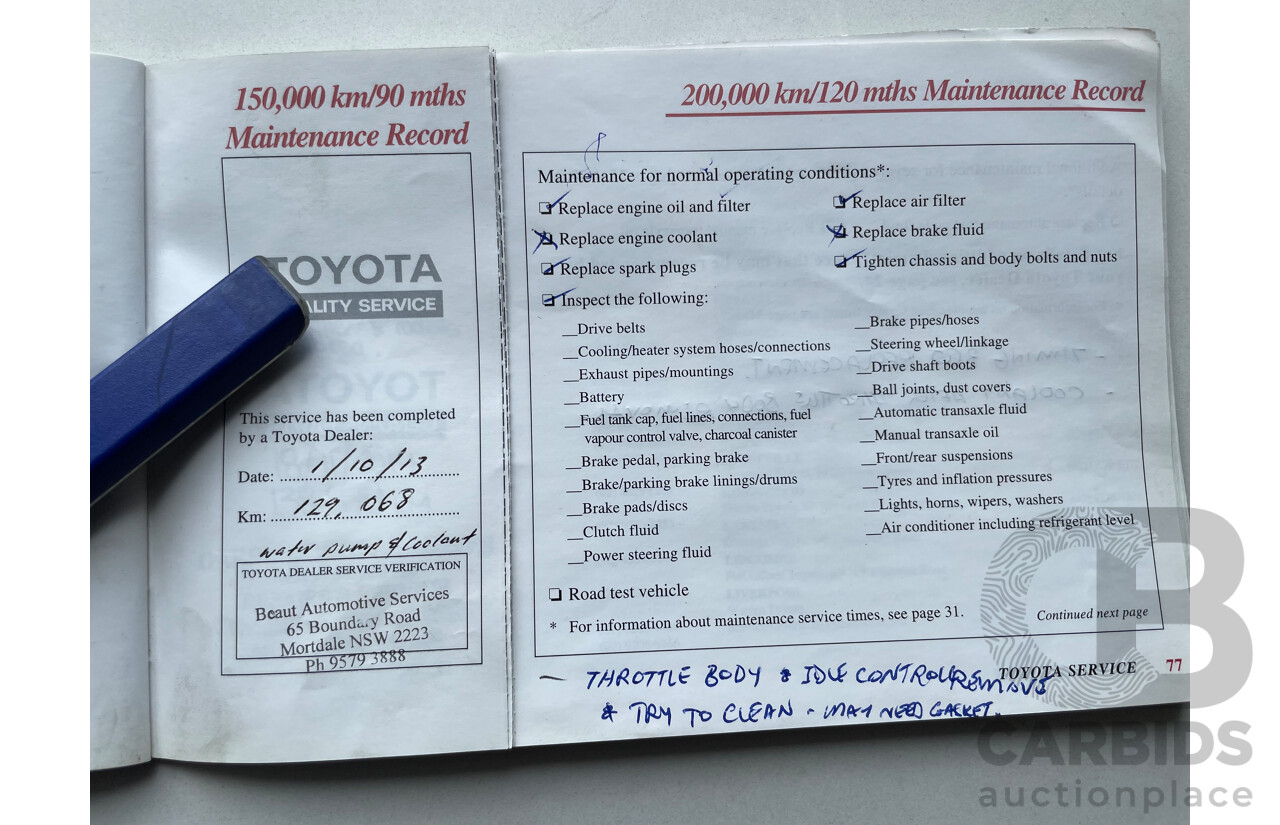 150,000 km/90 mths
Maintenance Record
TOYOTA
ALITY SERVICE
This service has been completed
by a Toyota Dealer:
Date: 1/10/13
Km: 129,068
water pump & Coolant
TOYOTA DEALER SERVICE VERIFICATION
Beaut Automotive Services
65 Boundary Road
Mortdale NSW 2223
Ph 9579 3888
200,000 km/120 mths Maintenance Record
Maintenance for normal operating conditions*:
Replace engine oil and filter
Replace engine coolant
Replace spark plugs
Inspect the following:
__Drive belts
__Cooling/heater system hoses/connections
__Exhaust pipes/mountings
__Battery
__Fuel tank cap, fuel lines, connections, fuel
vapour control valve, charcoal canister
__Brake pedal, parking brake
__Brake/parking brake linings/drums
__Brake pads/discs
__Clutch fluid
__Power steering fluid
Replace air filter
Replace brake fluid
Tighten chassis and body bolts and nuts
__Brake pipes/hoses
__Steering wheel/linkage
__Drive shaft boots
__Ball joints, dust covers
__Automatic transaxle fluid
__Manual transaxle oil
__Front/rear suspensions
__Tyres and inflation pressures
__Lights, horns, wipers, washers
__Air conditioner including refrigerant level
Road test vehicle
* For information about maintenance service times, see page 31.
Continued next page
TOYOTA SERVICE 77
— THROTTLE BODY & IDLE CONTROL REMOVE
& TRY TO CLEAN - MAY NEED GASKET.
CB
CARBIDS
auctionplace